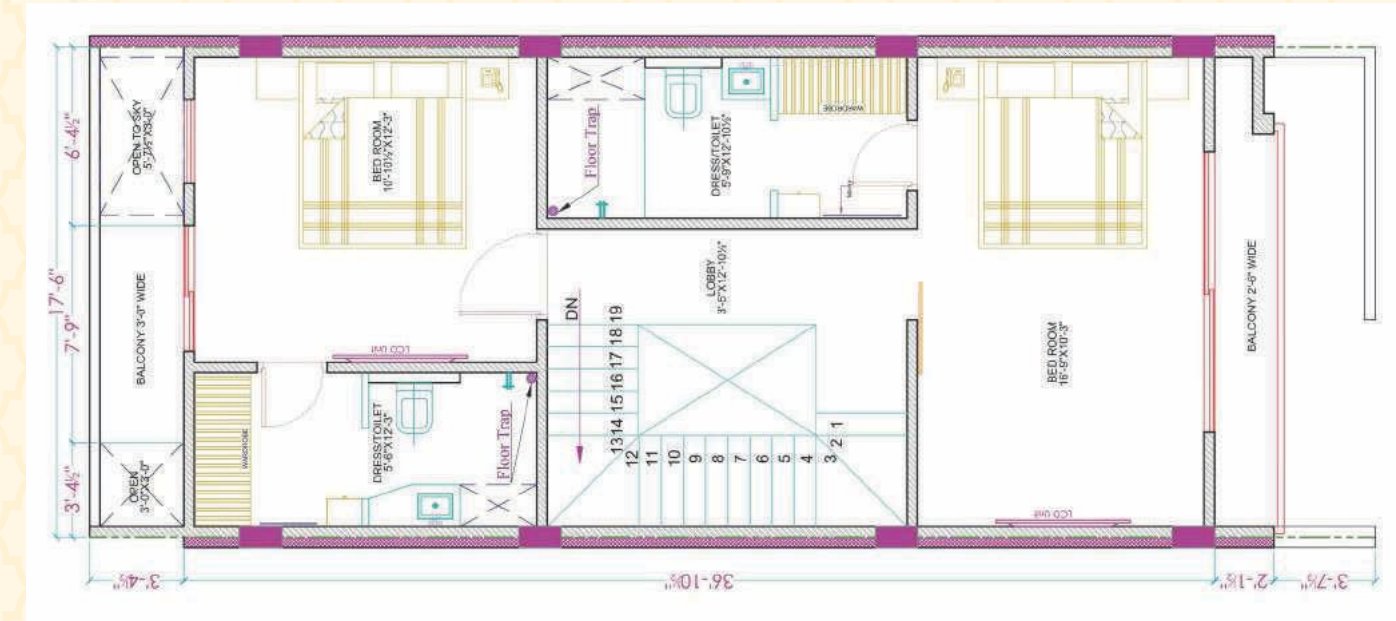 OPEN TO SKY
5'-7½"X3'-0"
BALCONY 3'-0" WIDE
OPEN
3'-0"X3'-0"
6'-4½"
7'-9"
3'-4½"
17'-6"
BED ROOM
10'-10½"X12'-3"
LCD Unit
WARDROBE
DRESS/TOILET
5'-6"X12'-3"
Floor Trap
Floor Trap
DRESS/TOILET
5'-9"X12'-10½"
WARDROBE
LOBBY
3'-5"X12'-10½"
DN
19
18
17
16
15
14
13
12
11
10
9
8
7
6
5
4
3
2
1
BED ROOM
16'-9"X10'-3"
LCD Unit
BALCONY 2'-6" WIDE
3'-4½"
36'-10½"
2'-1½"
3'-7½"